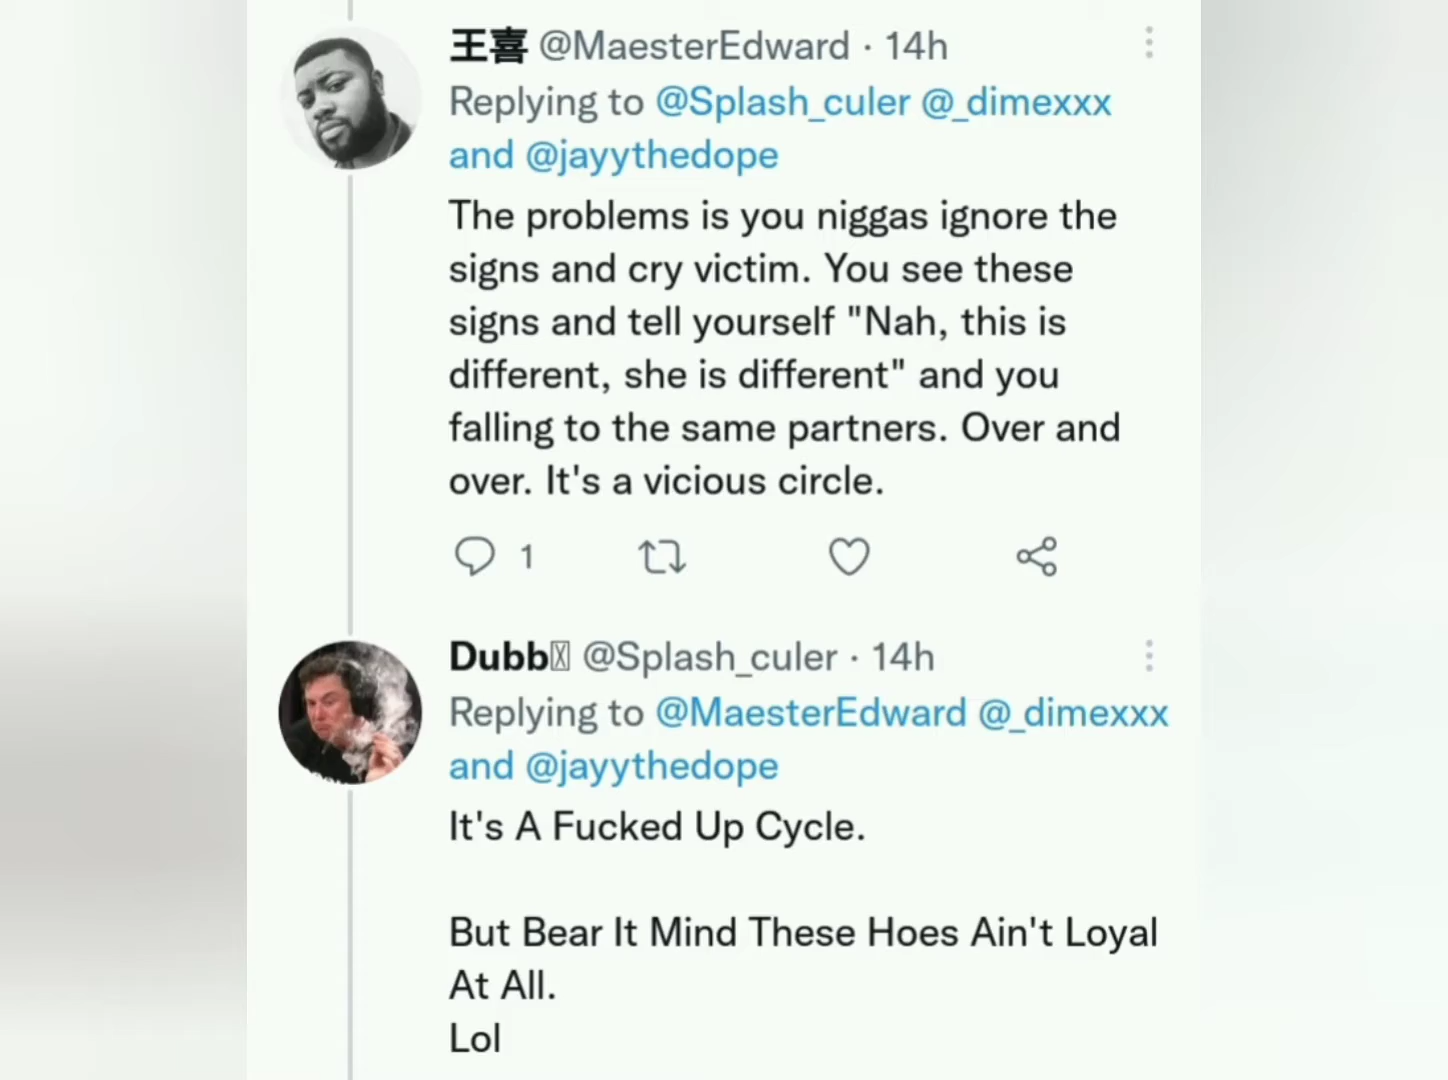 王喜 @MaesterEdward · 14h
Replying to @Splash_culer @_dimexxx
and @jayythedope
The problems is you niggas ignore the
signs and cry victim. You see these
signs and tell yourself "Nah, this is
different, she is different" and you
falling to the same partners. Over and
over. It's a vicious circle.
1
Dubb @Splash_culer · 14h
Replying to @MaesterEdward @_dimexxx
and @jayythedope
It's A Fucked Up Cycle.
But Bear It Mind These Hoes Ain't Loyal
At All.
Lol